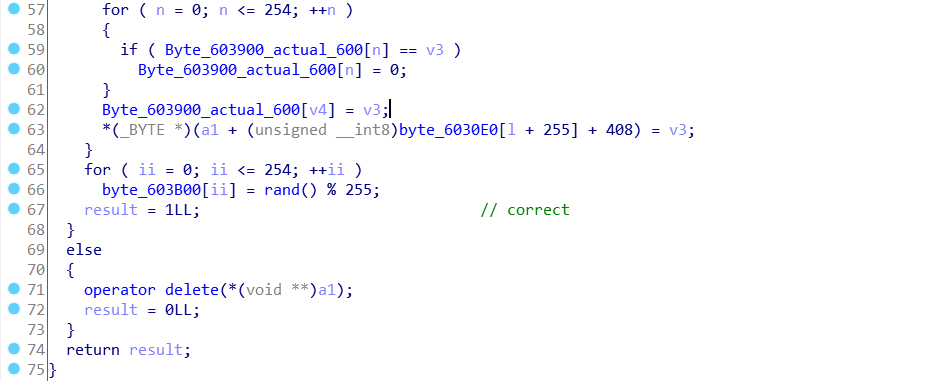 57 for ( n = 0; n <= 254; ++n )
58 {
59 if ( Byte_603900_actual_600[n] == v3 )
60 Byte_603900_actual_600[n] = 0;
61 }
62 Byte_603900_actual_600[v4] = v3;
63 *(_BYTE *)(a1 + (unsigned __int8)byte_6030E0[l + 255] + 408) = v3;
64 }
65 for ( ii = 0; ii <= 254; ++ii )
66 byte_603B00[ii] = rand() % 255;
67 result = 1LL; // correct
68 }
69 else
70 {
71 operator delete(*(void **)a1);
72 result = 0LL;
73 }
74 return result;
75 }